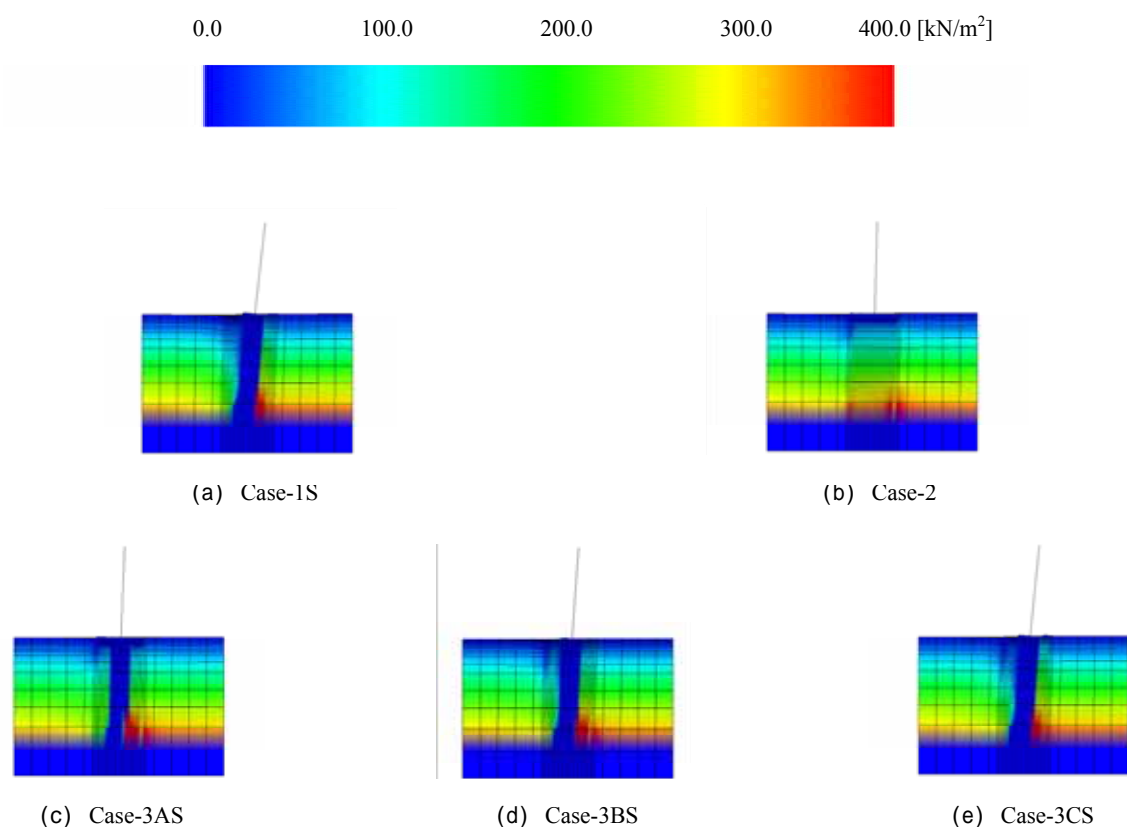 0.0 100.0 200.0 300.0 400.0 [kN/m²]
(a) Case-1S
(b) Case-2
(c) Case-3AS
(d) Case-3BS
(e) Case-3CS